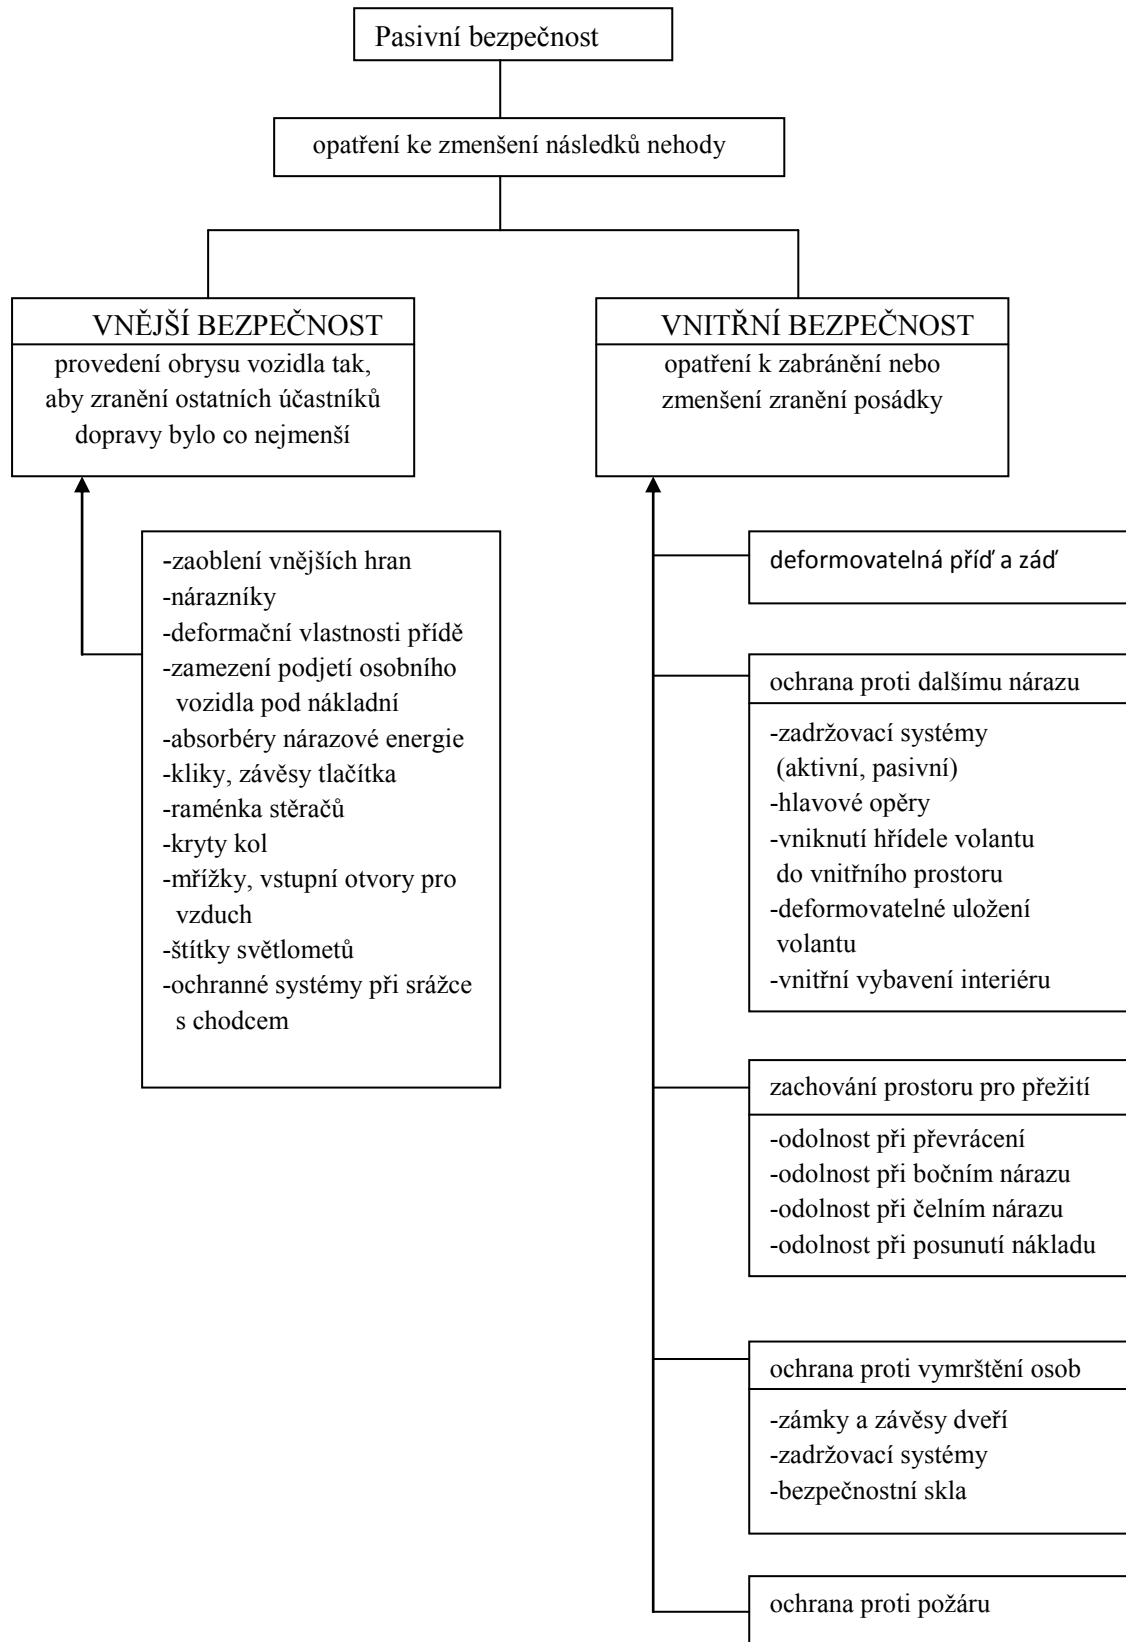 Pasivní bezpečnost
opatření ke zmenšení následků nehody
VNĚJŠÍ BEZPEČNOST
provedení obrysu vozidla tak,
aby zranění ostatních účastníků
dopravy bylo co nejmenší
-zaoblení vnějších hran
-nárazníky
-deformační vlastnosti přídě
-zamezení podjetí osobního
vozidla pod nákladní
-absorbéry nárazové energie
-kliky, závěsy tlačítka
-raménka stěračů
-kryty kol
-mřížky, vstupní otvory pro
vzduch
-štítky světlometů
-ochranné systémy při srážce
s chodcem
VNITŘNÍ BEZPEČNOST
opatření k zabránění nebo
zmenšení zranění posádky
deformovatelná příď a záď
ochrana proti dalšímu nárazu
-zadržovací systémy
(aktivní, pasivní)
-hlavové opěry
-vniknutí hřídele volantu
do vnitřního prostoru
-deformovatelné uložení
volantu
-vnitřní vybavení interiéru
zachování prostoru pro přežití
-odolnost při převrácení
-odolnost při bočním nárazu
-odolnost při čelním nárazu
-odolnost při posunutí nákladu
ochrana proti vymrštění osob
-zámky a závěsy dveří
-zadržovací systémy
-bezpečnostní skla
ochrana proti požáru